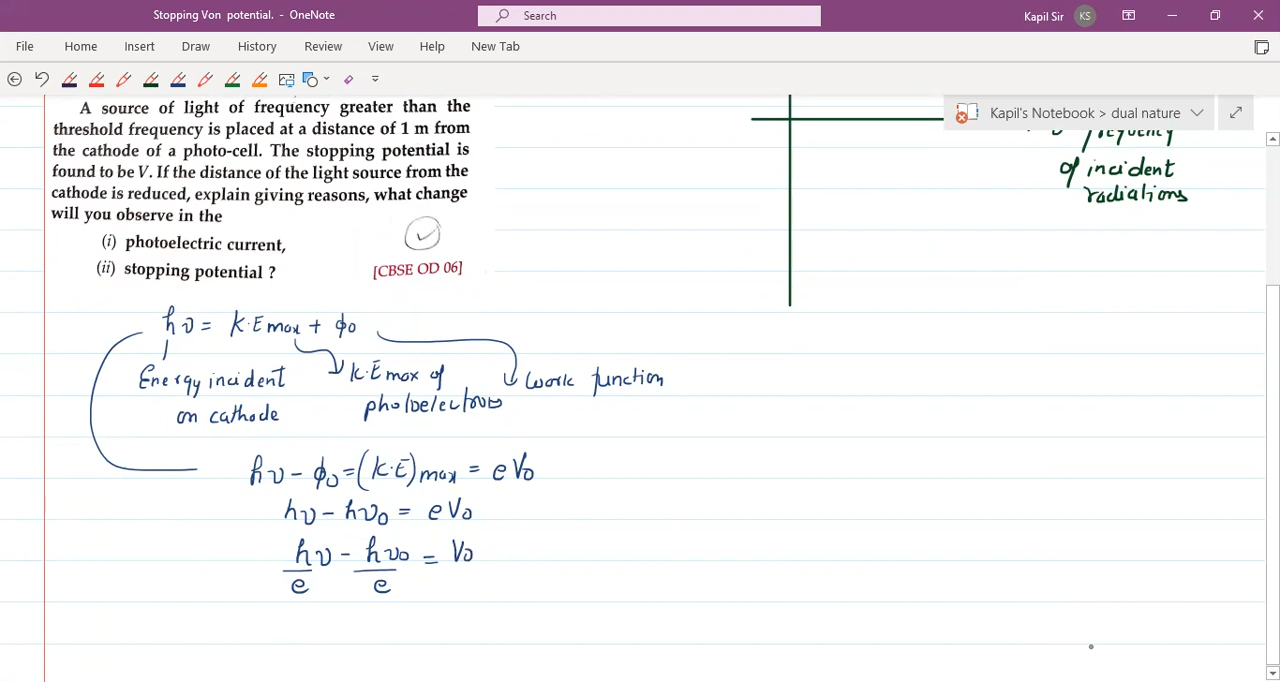 Stopping Von potential. - OneNote
Search
Kapil Sir
KS
File Home Insert Draw History Review View Help New Tab
Kapil's Notebook > dual nature
A source of light of frequency greater than the
threshold frequency is placed at a distance of 1 m from
the cathode of a photo-cell. The stopping potential is
found to be V. If the distance of the light source from the
cathode is reduced, explain giving reasons, what change
will you observe in the
(i) photoelectric current,
(ii) stopping potential ?
[CBSE OD 06]
frequency
of incident
radiations
hν = K.E max + ϕ0
Energy incident
on cathode
K.E max of
photoelectrons
Work function
hν - ϕ0 = (K.E)max = eV0
hν - hν0 = eV0
hν - hν0 = V0
e e